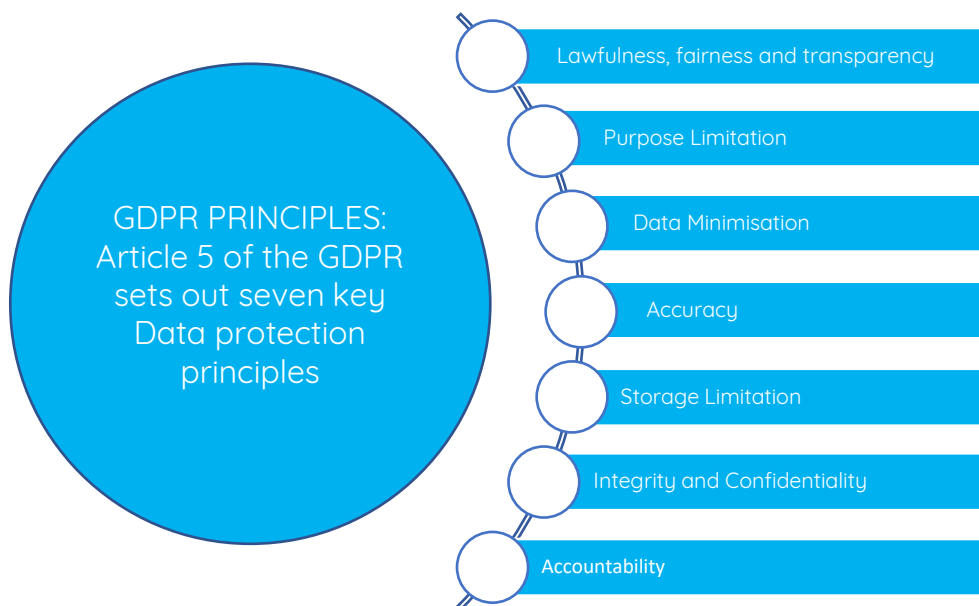 GDPR PRINCIPLES:
Article 5 of the GDPR
sets out seven key
Data protection
principles
Lawfulness, fairness and transparency
Purpose Limitation
Data Minimisation
Accuracy
Storage Limitation
Integrity and Confidentiality
Accountability